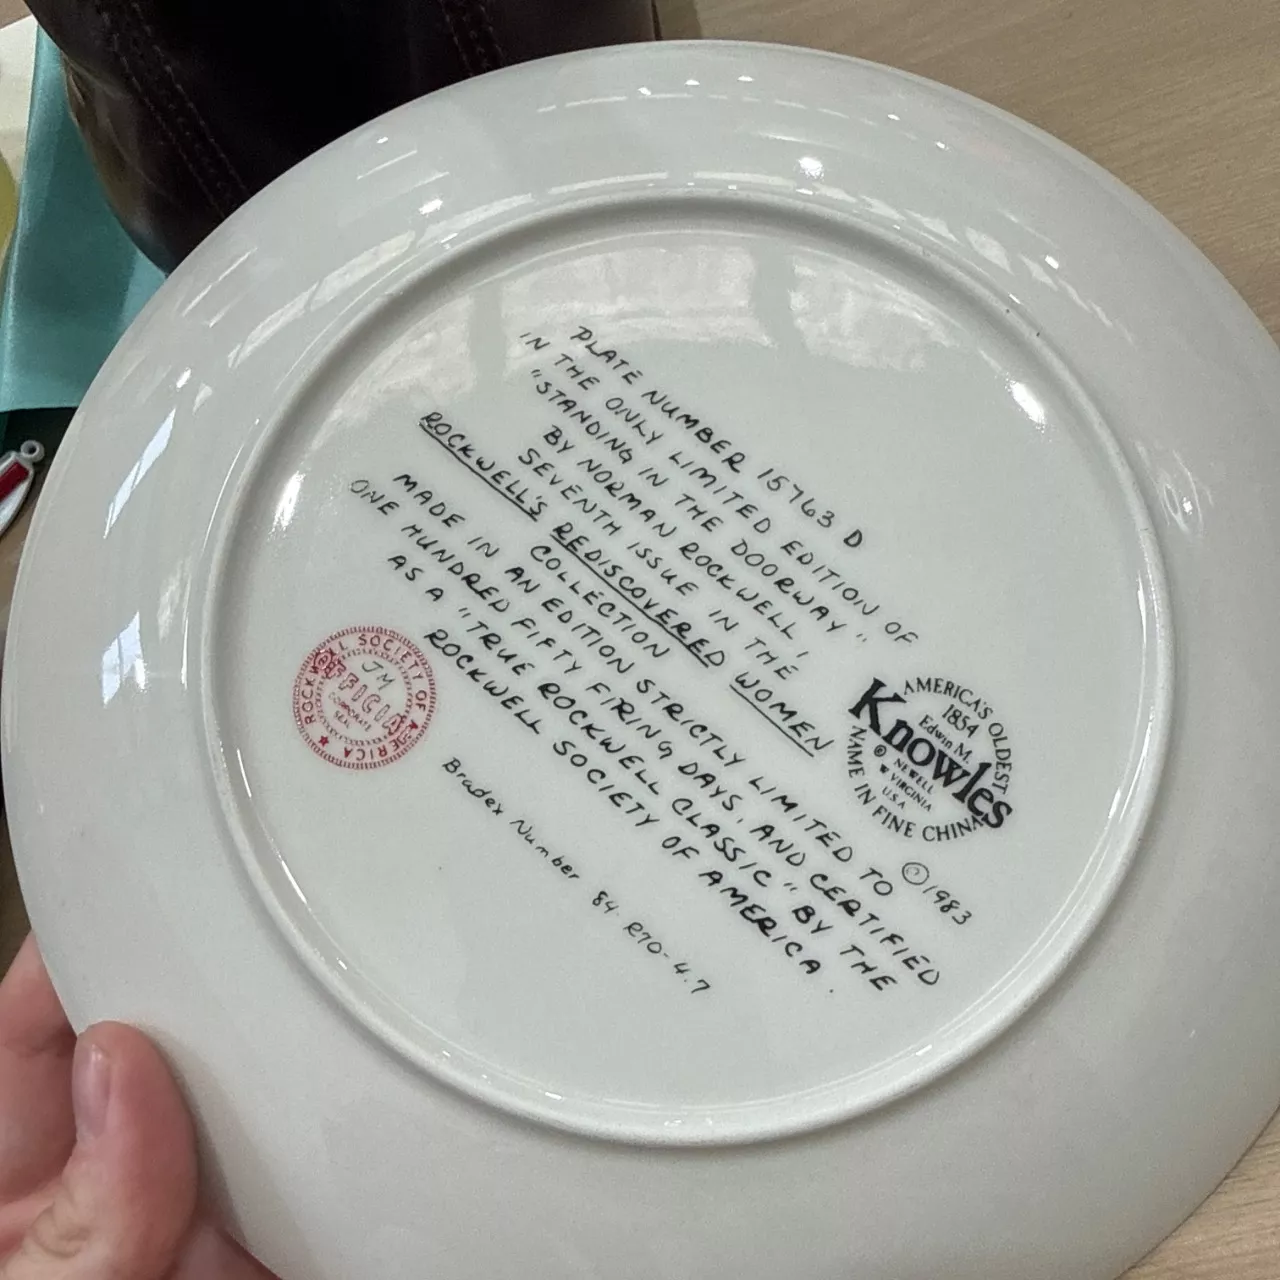 PLATE NUMBER 15763 D
IN THE ONLY LIMITED EDITION OF
"STANDING IN THE DOORWAY"
BY NORMAN ROCKWELL,
SEVENTH ISSUE IN THE
ROCKWELL'S REDISCOVERED WOMEN
COLLECTION
MADE IN AN EDITION STRICTLY LIMITED TO
ONE HUNDRED FIFTY FIRING DAYS, AND CERTIFIED
AS A "TRUE ROCKWELL CLASSIC" BY THE
ROCKWELL SOCIETY OF AMERICA.
Bradex Number 84-R70-4.7
ROCKWELL SOCIETY OF AMERICA
OFFICIAL
JM
CORPORATE
SEAL
AMERICA'S OLDEST
1854
Edwin M.
Knowles
©
NEWELL
W VIRGINIA
U.S.A
NAME IN FINE CHINA
© 1983